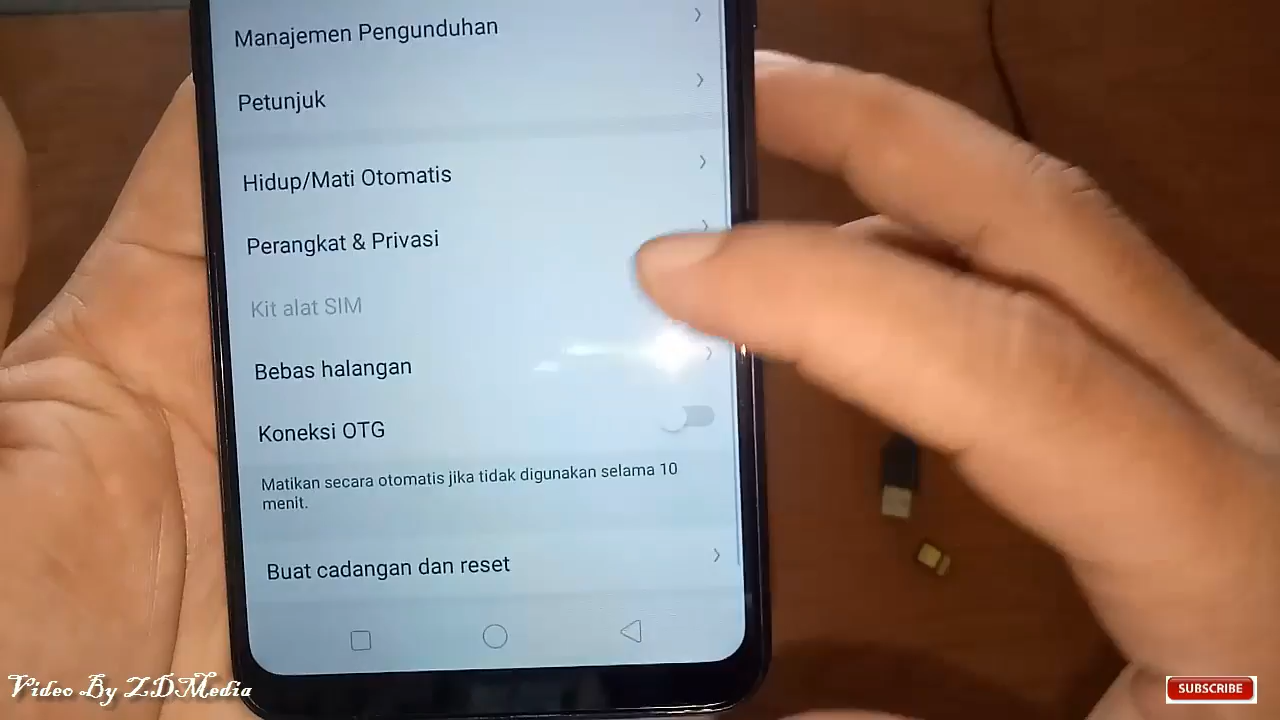 Manajemen Pengunduhan
Petunjuk
Hidup/Mati Otomatis
Perangkat & Privasi
Kit alat SIM
Bebas halangan
Koneksi OTG
Matikan secara otomatis jika tidak digunakan selama 10
menit.
Buat cadangan dan reset
Video By ZDMedia
SUBSCRIBE